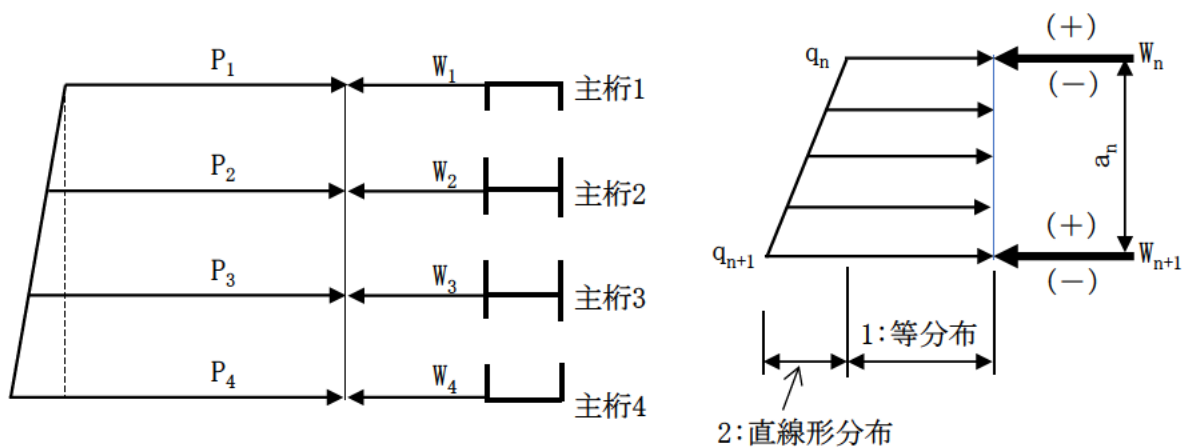 P₁
W₁
主桁1
P₂
W₂
主桁2
P₃
W₃
主桁3
P₄
W₄
主桁4
(+)
qₙ
Wₙ
(−)
aₙ
(+)
qₙ₊₁
Wₙ₊₁
(−)
1:等分布
2:直線形分布